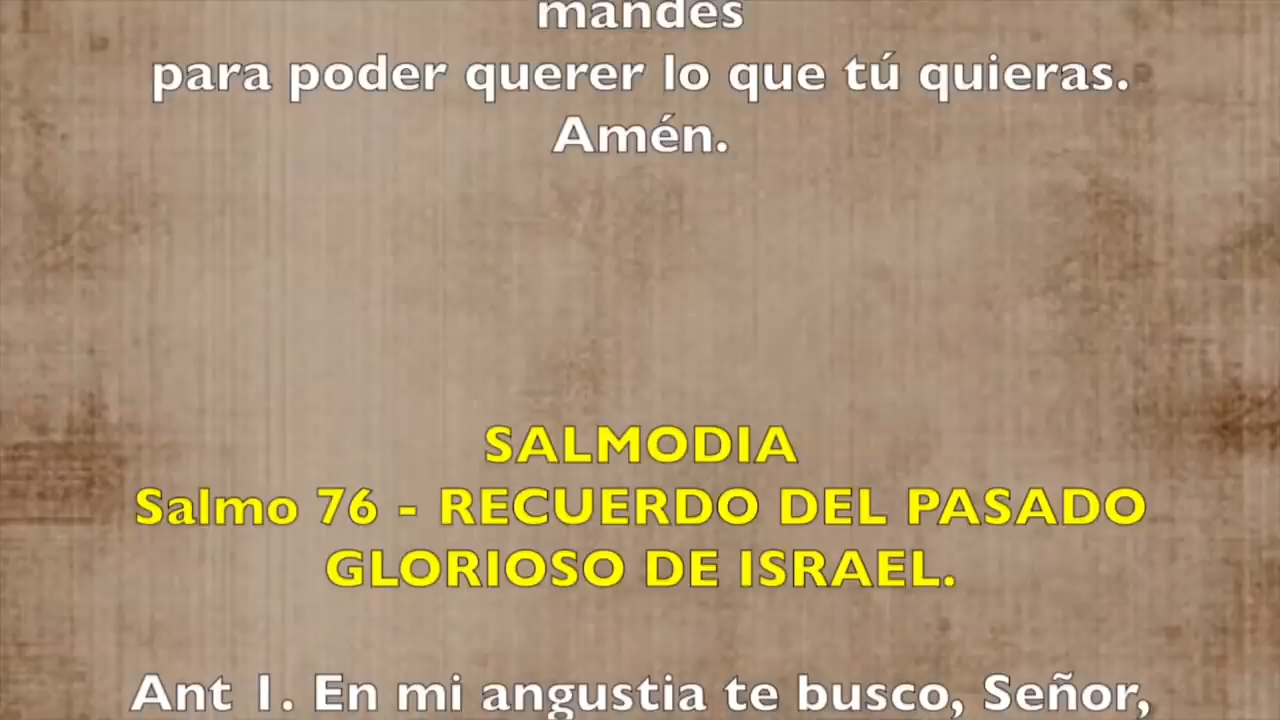 mandes
para poder querer lo que tú quieras.
Amén.
SALMODIA
Salmo 76 - RECUERDO DEL PASADO
GLORIOSO DE ISRAEL.
Ant 1. En mi angustia te busco, Señor,